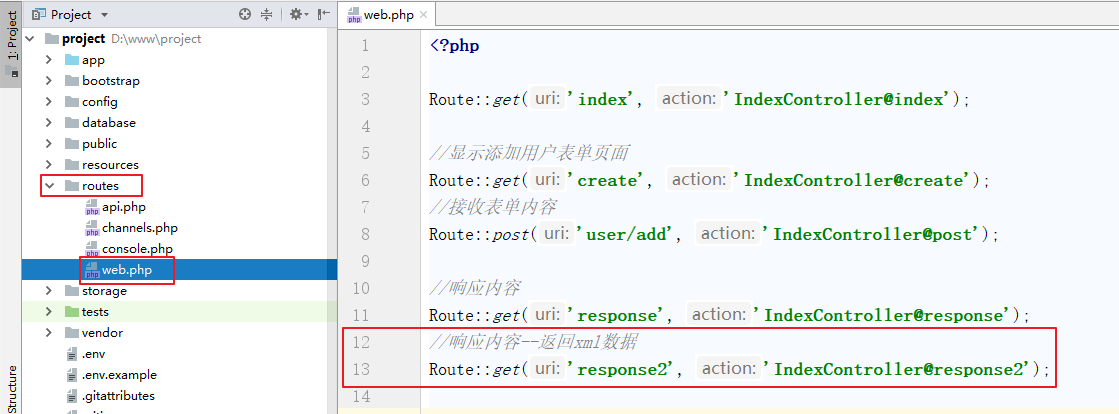 1: Project
Structure
Project
project D:\www\project
app
bootstrap
config
database
public
resources
routes
php api.php
php channels.php
php console.php
php web.php
storage
tests
vendor
.env
.env.example
.gitattributes
php web.php
1 <?php
2
3 Route::get( uri: 'index', action: 'IndexController@index');
4
5 //显示添加用户表单页面
6 Route::get( uri: 'create', action: 'IndexController@create');
7 //接收表单内容
8 Route::post( uri: 'user/add', action: 'IndexController@post');
9
10 //响应内容
11 Route::get( uri: 'response', action: 'IndexController@response');
12 //响应内容--返回xml数据
13 Route::get( uri: 'response2', action: 'IndexController@response2');
14